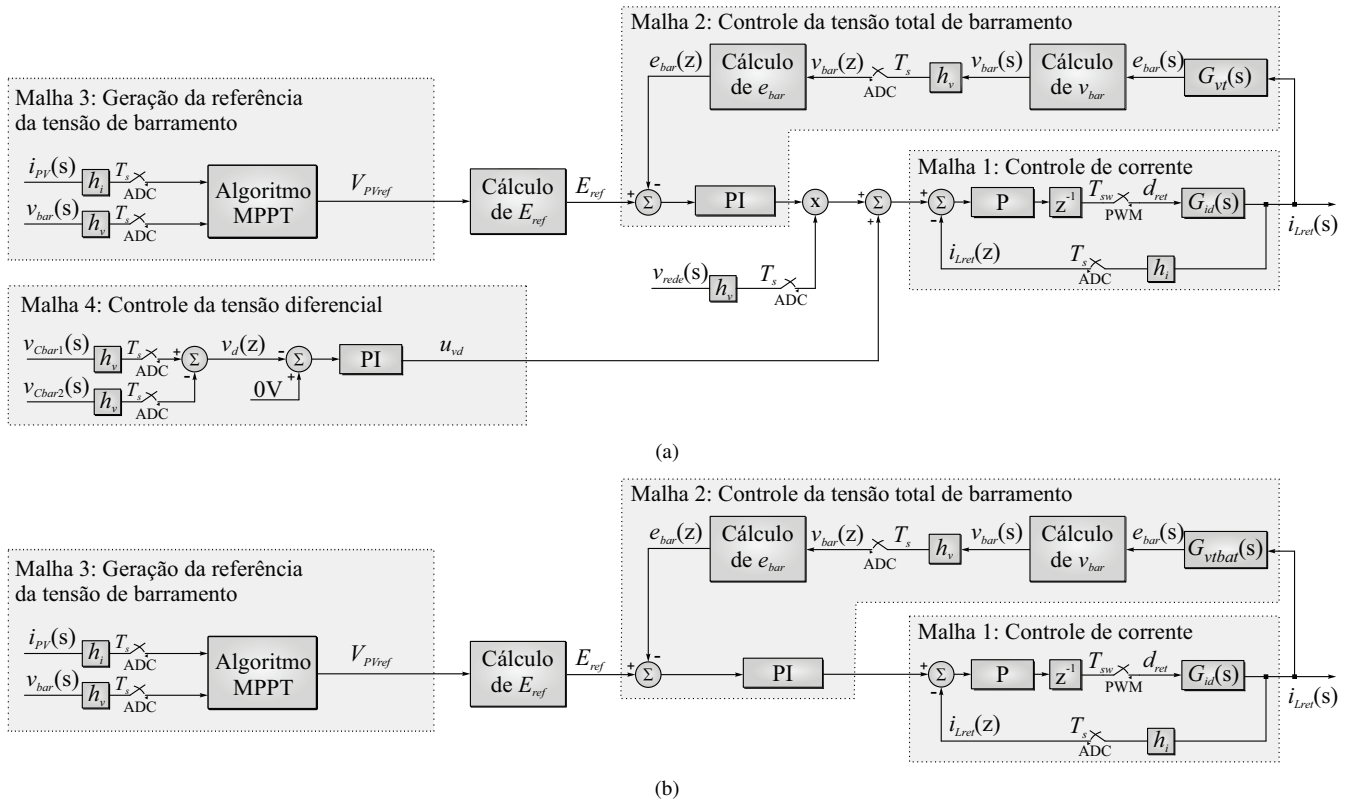 Malha 2: Controle da tensão total de barramento
e_bar(z)
Cálculo de e_bar
v_bar(z)
T_s
ADC
h_v
v_bar(s)
Cálculo de v_bar
e_bar(s)
G_vt(s)
Malha 3: Geração da referência
da tensão de barramento
i_PV(s)
h_i
T_s
ADC
v_bar(s)
h_v
T_s
ADC
Algoritmo
MPPT
V_PVref
Cálculo
de E_ref
E_ref
+
-
Σ
PI
x
+
Σ
+
v_rede(s)
h_v
T_s
ADC
Malha 1: Controle de corrente
+
Σ
-
P
z⁻¹
T_sw
PWM
d_ret
G_id(s)
i_Lret(s)
i_Lret(z)
T_s
ADC
h_i
Malha 4: Controle da tensão diferencial
v_Cbar1(s)
h_v
T_s
ADC
+
Σ
-
v_Cbar2(s)
h_v
T_s
ADC
v_d(z)
-
Σ
+
0V
PI
u_vd
(a)
Malha 2: Controle da tensão total de barramento
e_bar(z)
Cálculo
de e_bar
v_bar(z)
T_s
ADC
h_v
v_bar(s)
Cálculo
de v_bar
e_bar(s)
G_vtbat(s)
Malha 3: Geração da referência
da tensão de barramento
i_PV(s)
h_i
T_s
ADC
v_bar(s)
h_v
T_s
ADC
Algoritmo
MPPT
V_PVref
Cálculo
de E_ref
E_ref
+
-
Σ
PI
Malha 1: Controle de corrente
+
Σ
-
P
z⁻¹
T_sw
PWM
d_ret
G_id(s)
i_Lret(s)
i_Lret(z)
T_s
ADC
h_i
(b)